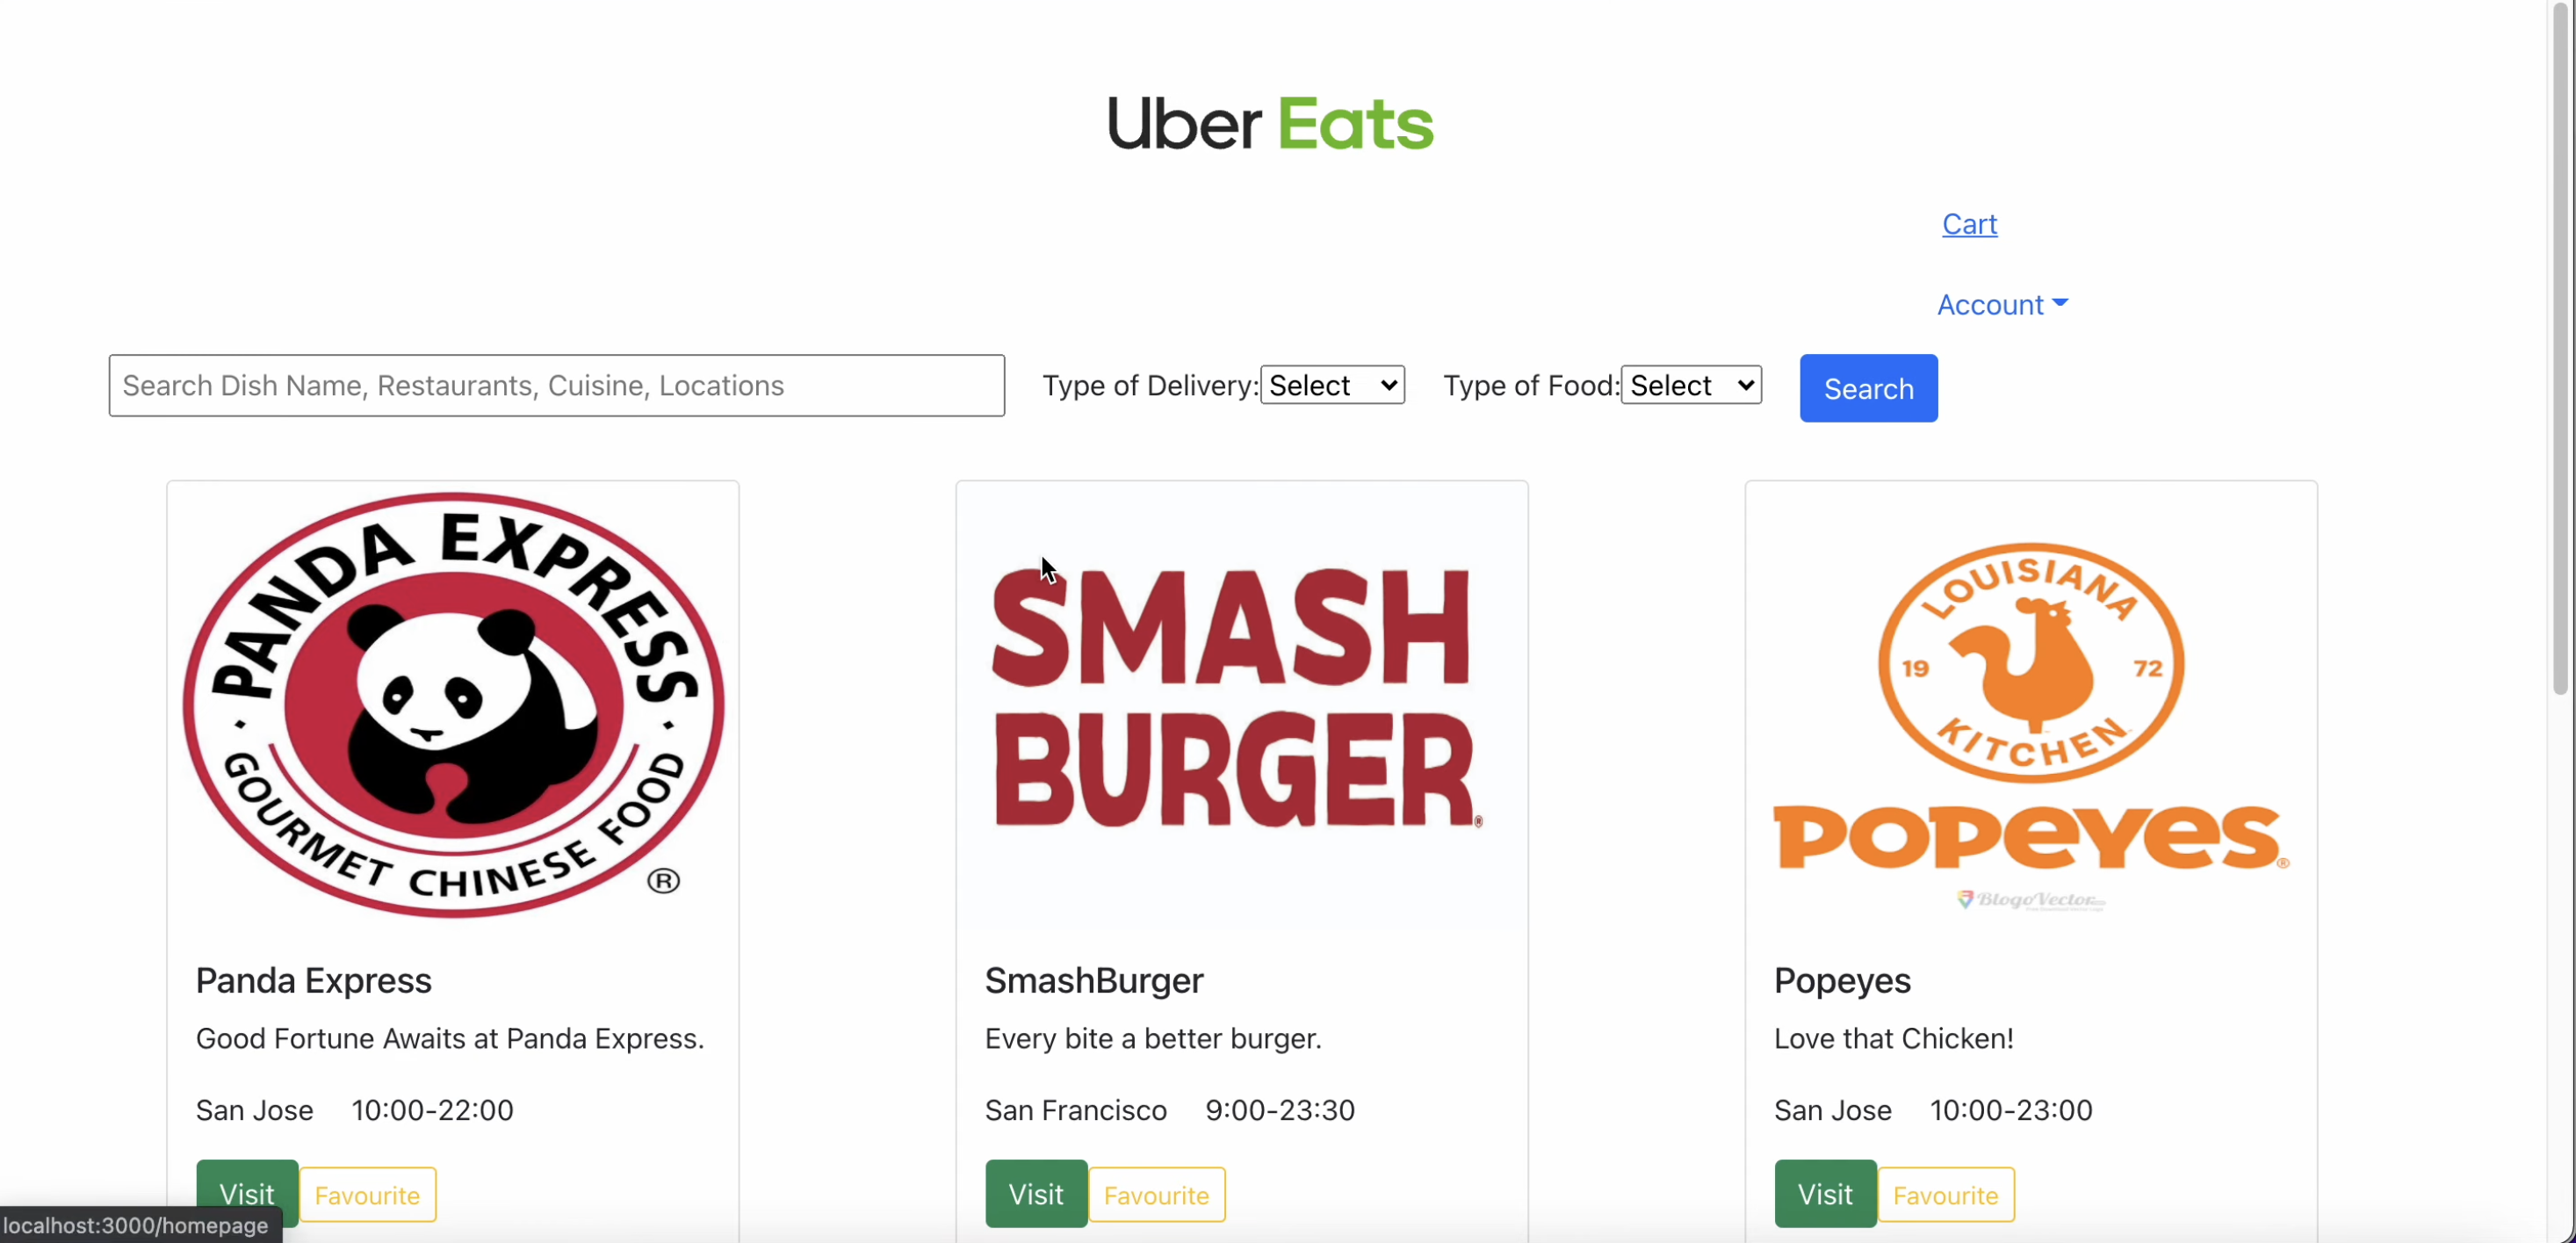 Uber Eats
Cart
Account
Search Dish Name, Restaurants, Cuisine, Locations
Type of Delivery: Select
Type of Food: Select
Search
PANDA EXPRESS
GOURMET CHINESE FOOD
®
SMASH
BURGER®
LOUISIANA
19 72
KITCHEN
POPEYES®
BlogoVector
Panda Express
Good Fortune Awaits at Panda Express.
San Jose 10:00-22:00
Visit Favourite
SmashBurger
Every bite a better burger.
San Francisco 9:00-23:30
Visit Favourite
Popeyes
Love that Chicken!
San Jose 10:00-23:00
Visit Favourite
localhost:3000/homepage